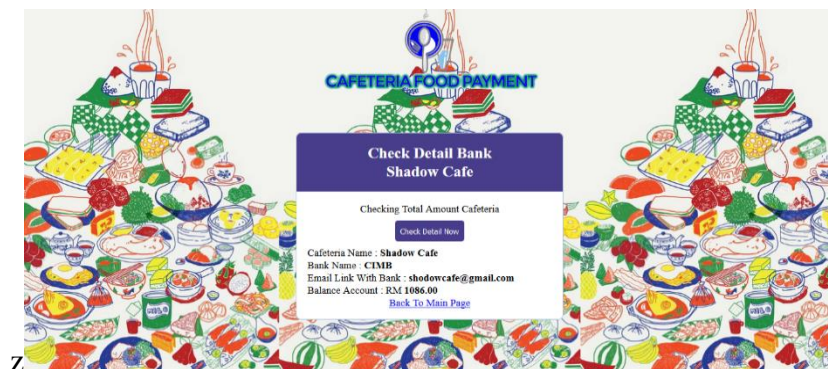 CAFETERIA FOOD PAYMENT
Check Detail Bank
Shadow Cafe
Checking Total Amount Cafeteria
Check Detail Now
Cafeteria Name : Shadow Cafe
Bank Name : CIMB
Email Link With Bank : shodowcafe@gmail.com
Balance Account : RM 1086.00
Back To Main Page
MILO
Z